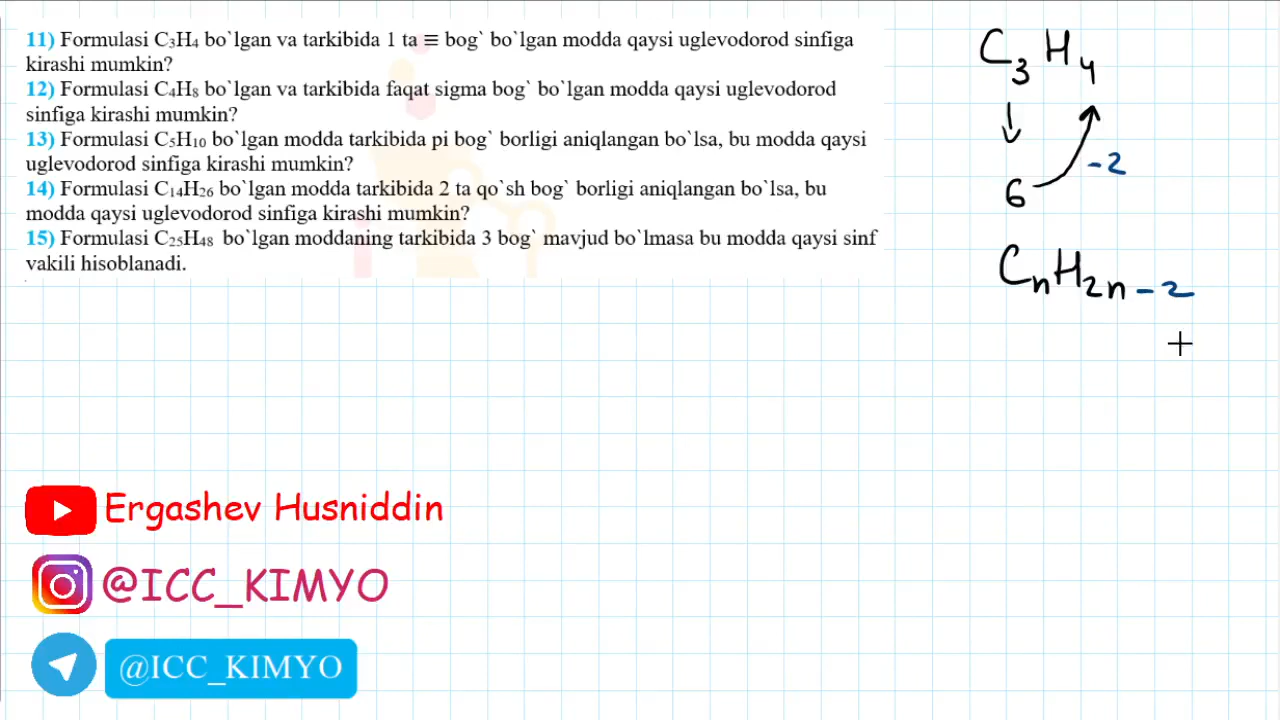 11) Formulasi C₃H₄ bo`lgan va tarkibida 1 ta ≡ bog` bo`lgan modda qaysi uglevodorod sinfiga
kirashi mumkin?
12) Formulasi C₄H₈ bo`lgan va tarkibida faqat sigma bog` bo`lgan modda qaysi uglevodorod
sinfiga kirashi mumkin?
13) Formulasi C₅H₁₀ bo`lgan modda tarkibida pi bog` borligi aniqlangan bo`lsa, bu modda qaysi
uglevodorod sinfiga kirashi mumkin?
14) Formulasi C₁₄H₂₆ bo`lgan modda tarkibida 2 ta qo`sh bog` borligi aniqlangan bo`lsa, bu
modda qaysi uglevodorod sinfiga kirashi mumkin?
15) Formulasi C₂₅H₄₈ bo`lgan moddaning tarkibida 3 bog` mavjud bo`lmasa bu modda qaysi sinf
vakili hisoblanadi.
C₃H₄
-2
6
CₙH₂ₙ₋₂
Ergashev Husniddin
@ICC_KIMYO
@ICC_KIMYO